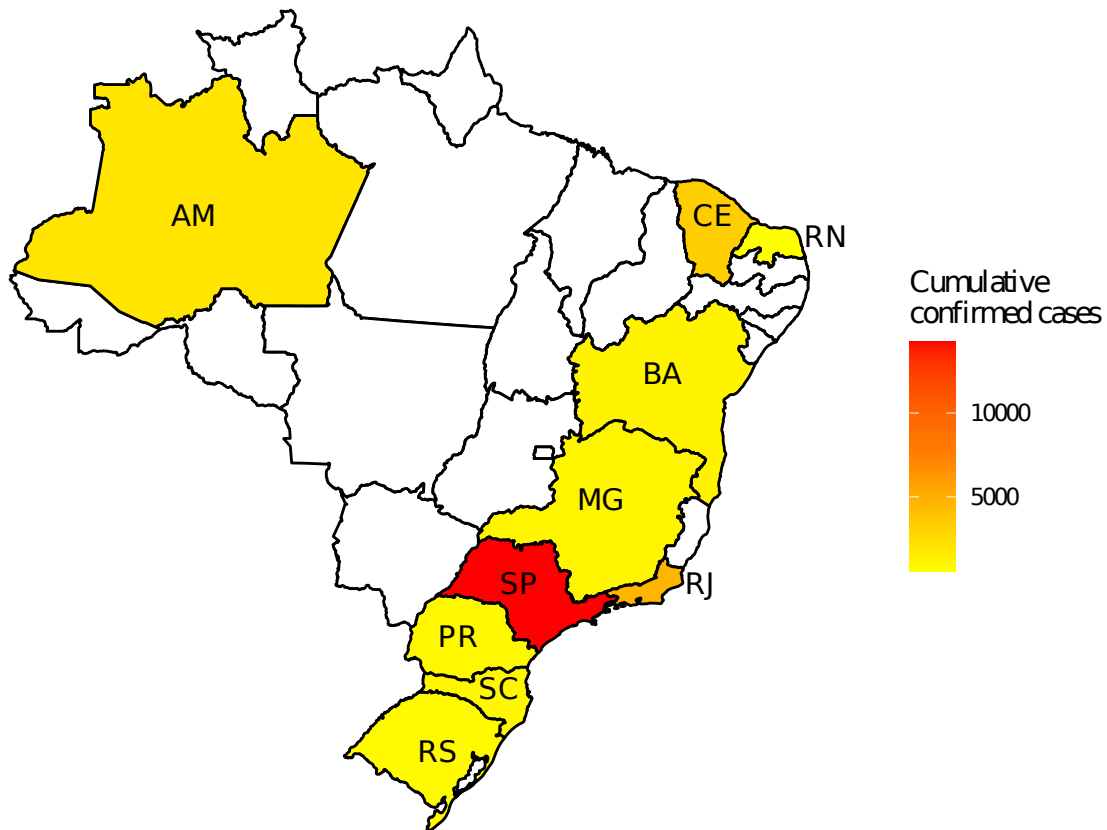 AM
CE
RN
BA
MG
SP
RJ
PR
SC
RS
Cumulative
confirmed cases
10000
5000